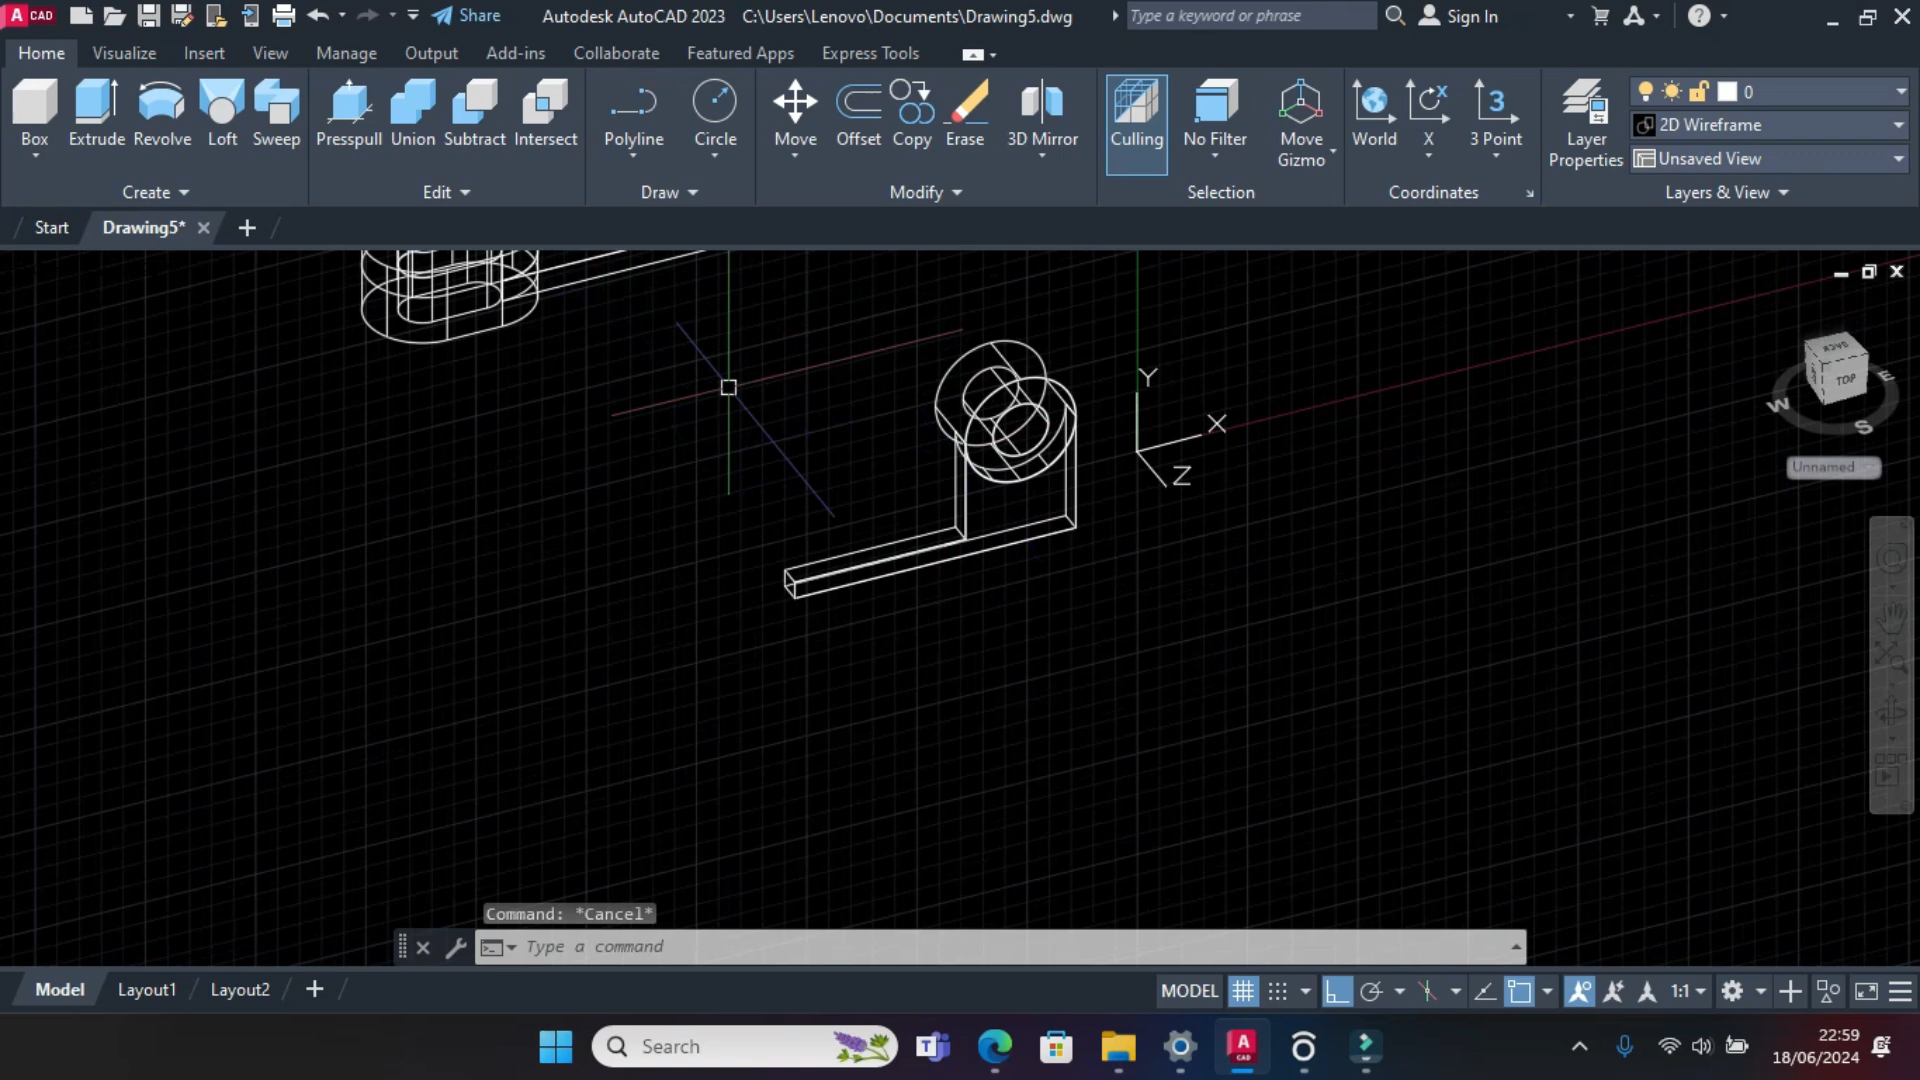 A CAD
Share
Autodesk AutoCAD 2023 C:\Users\Lenovo\Documents\Drawing5.dwg
Type a keyword or phrase
Sign In
Home Visualize Insert View Manage Output Add-ins Collaborate Featured Apps Express Tools
Box Extrude Revolve Loft Sweep Presspull Union Subtract Intersect Polyline Circle Move Offset Copy Erase 3D Mirror Culling No Filter Move Gizmo World X 3 Point Layer Properties
0
2D Wireframe
Unsaved View
Create Edit Draw Modify Selection Coordinates Layers & View
Start Drawing5*
Y
X
Z
BACK
TOP
W
S
E
Unnamed
Command: *Cancel*
Type a command
Model Layout1 Layout2
MODEL
1:1
Search
22:59
18/06/2024